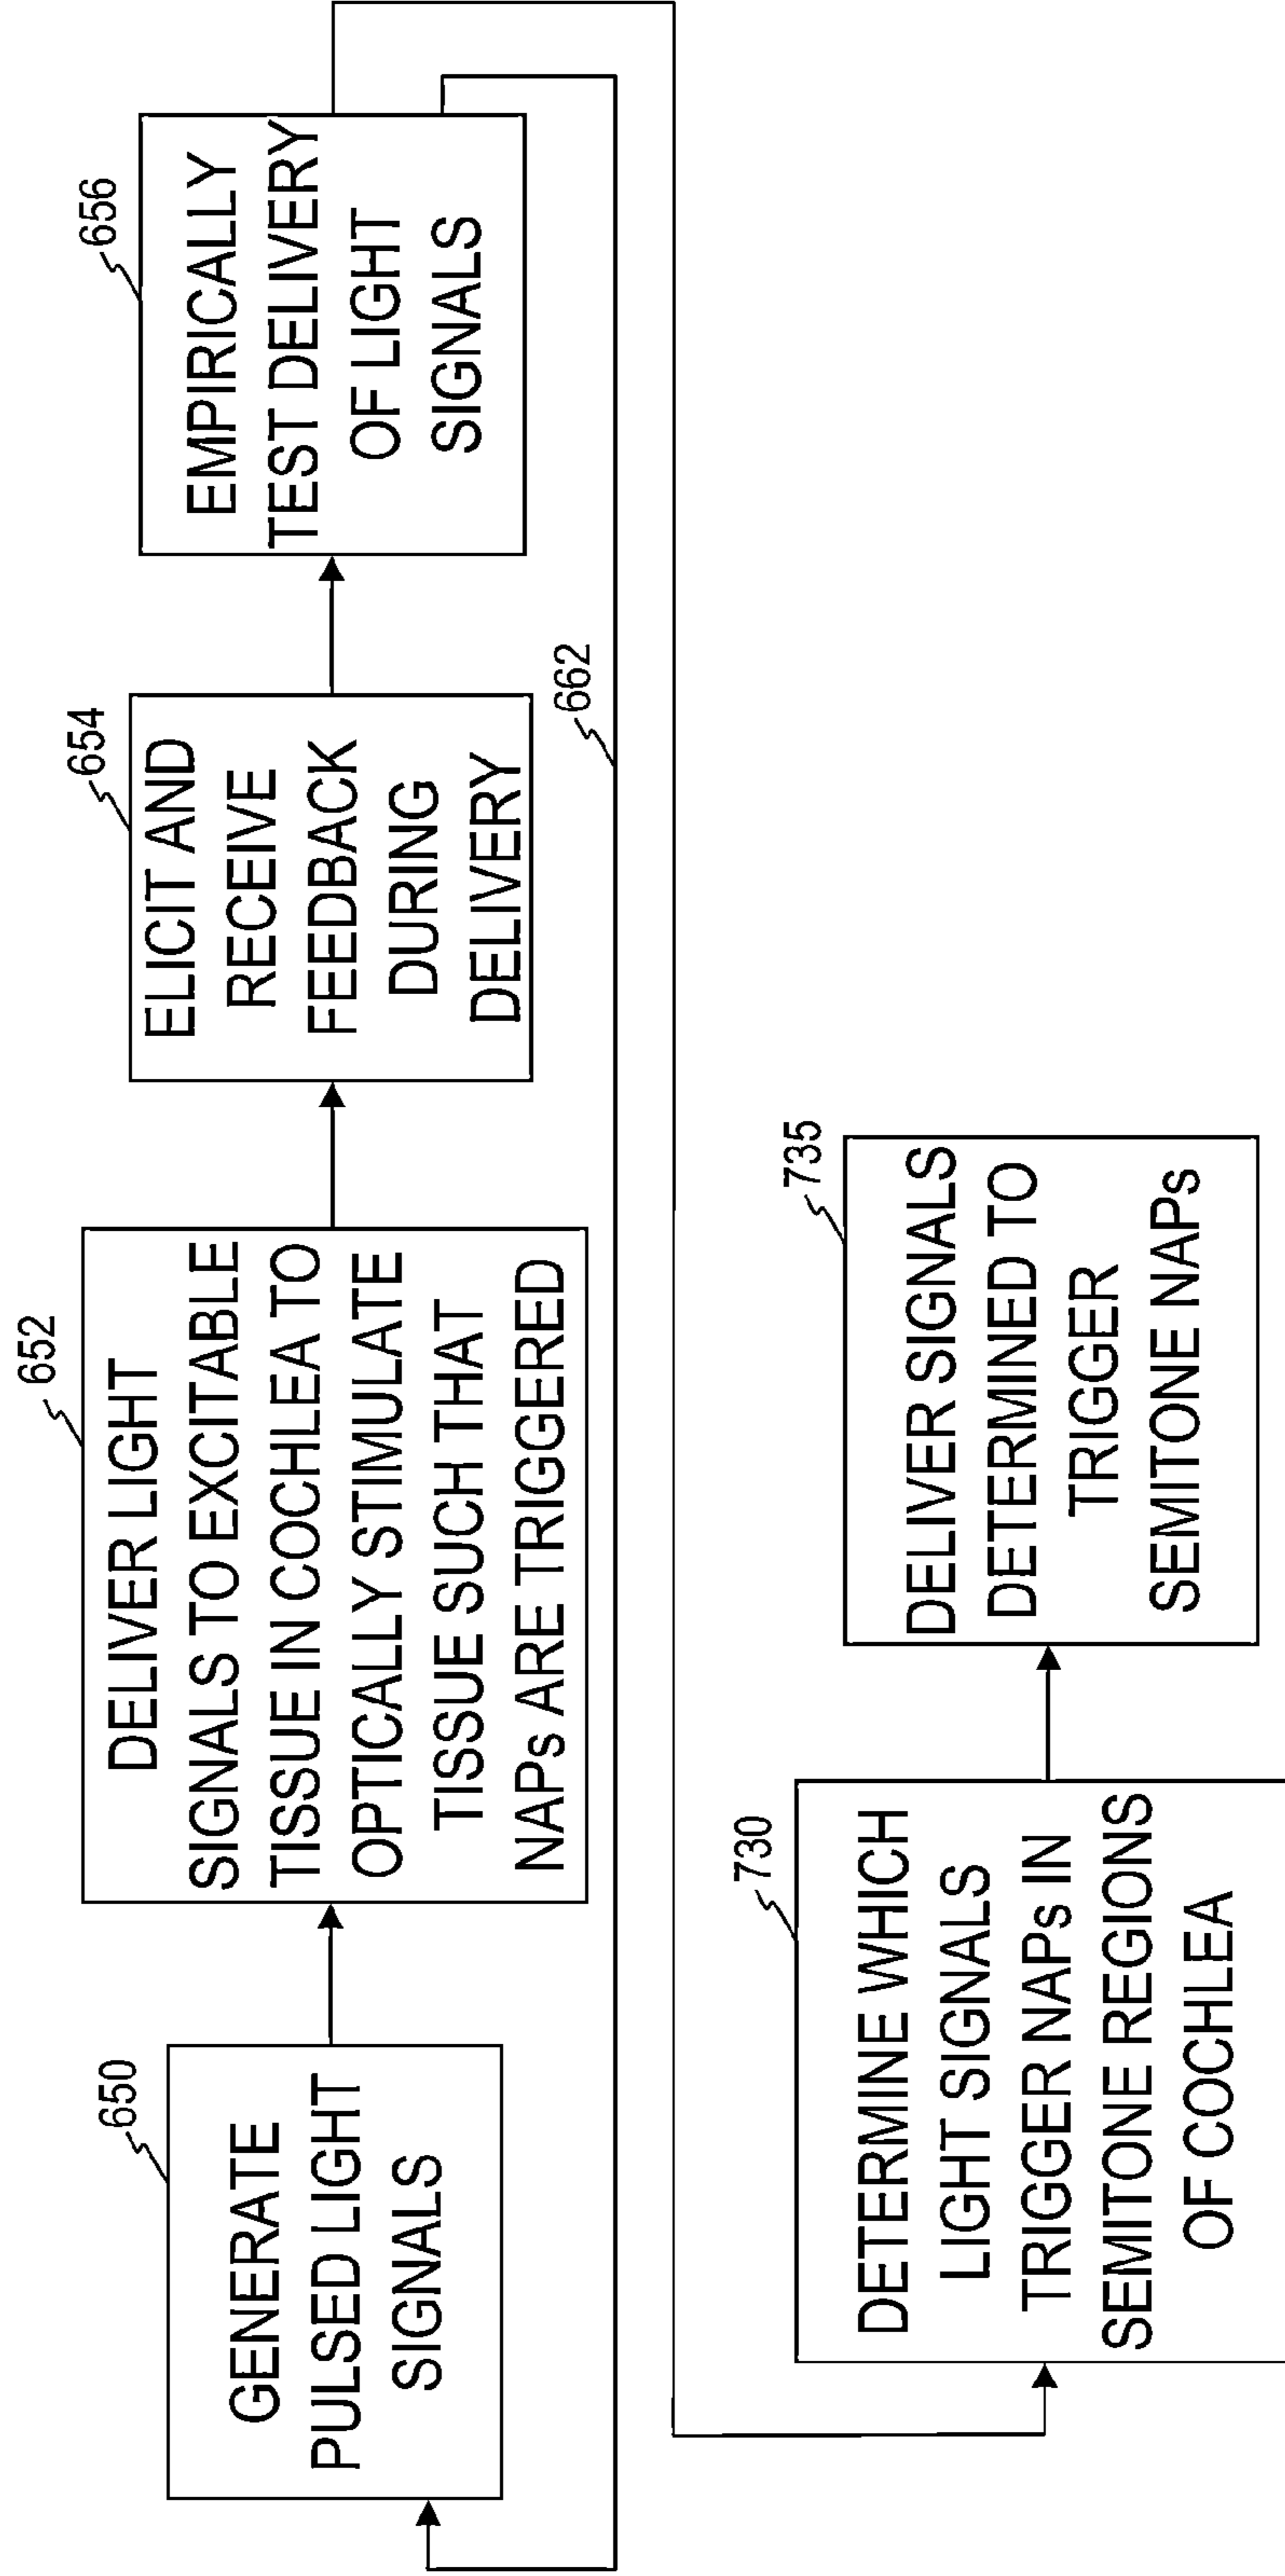 650
GENERATE
PULSED LIGHT
SIGNALS
652
DELIVER LIGHT
SIGNALS TO EXCITABLE
TISSUE IN COCHLEA TO
OPTICALLY STIMULATE
TISSUE SUCH THAT
NAPs ARE TRIGGERED
654
ELICIT AND
RECEIVE
FEEDBACK
DURING
DELIVERY
656
EMPIRICALLY
TEST DELIVERY
OF LIGHT
SIGNALS
662
730
DETERMINE WHICH
LIGHT SIGNALS
TRIGGER NAPs IN
SEMITONE REGIONS
OF COCHLEA
735
DELIVER SIGNALS
DETERMINED TO
TRIGGER
SEMITONE NAPs